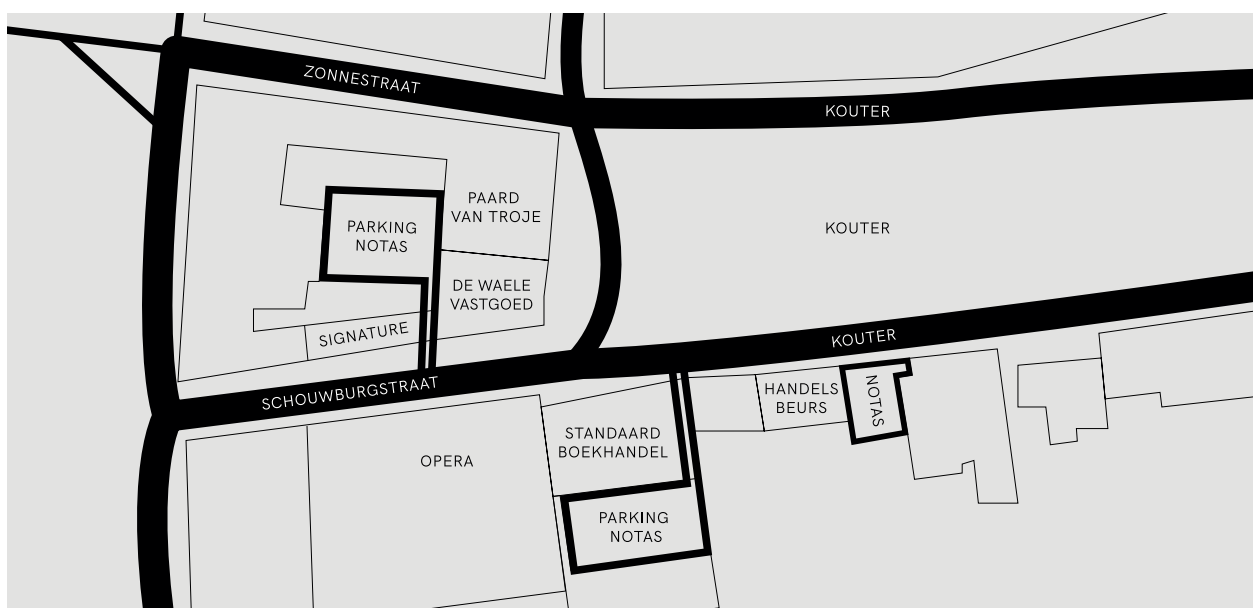 ZONNESTRAAT
KOUTER
PAARD
VAN TROJE
PARKING
NOTAS
KOUTER
DE WAELE
VASTGOED
SIGNATURE
KOUTER
SCHOUWBURGSTRAAT
HANDELS
BEURS
NOTAS
STANDAARD
BOEKHANDEL
OPERA
PARKING
NOTAS